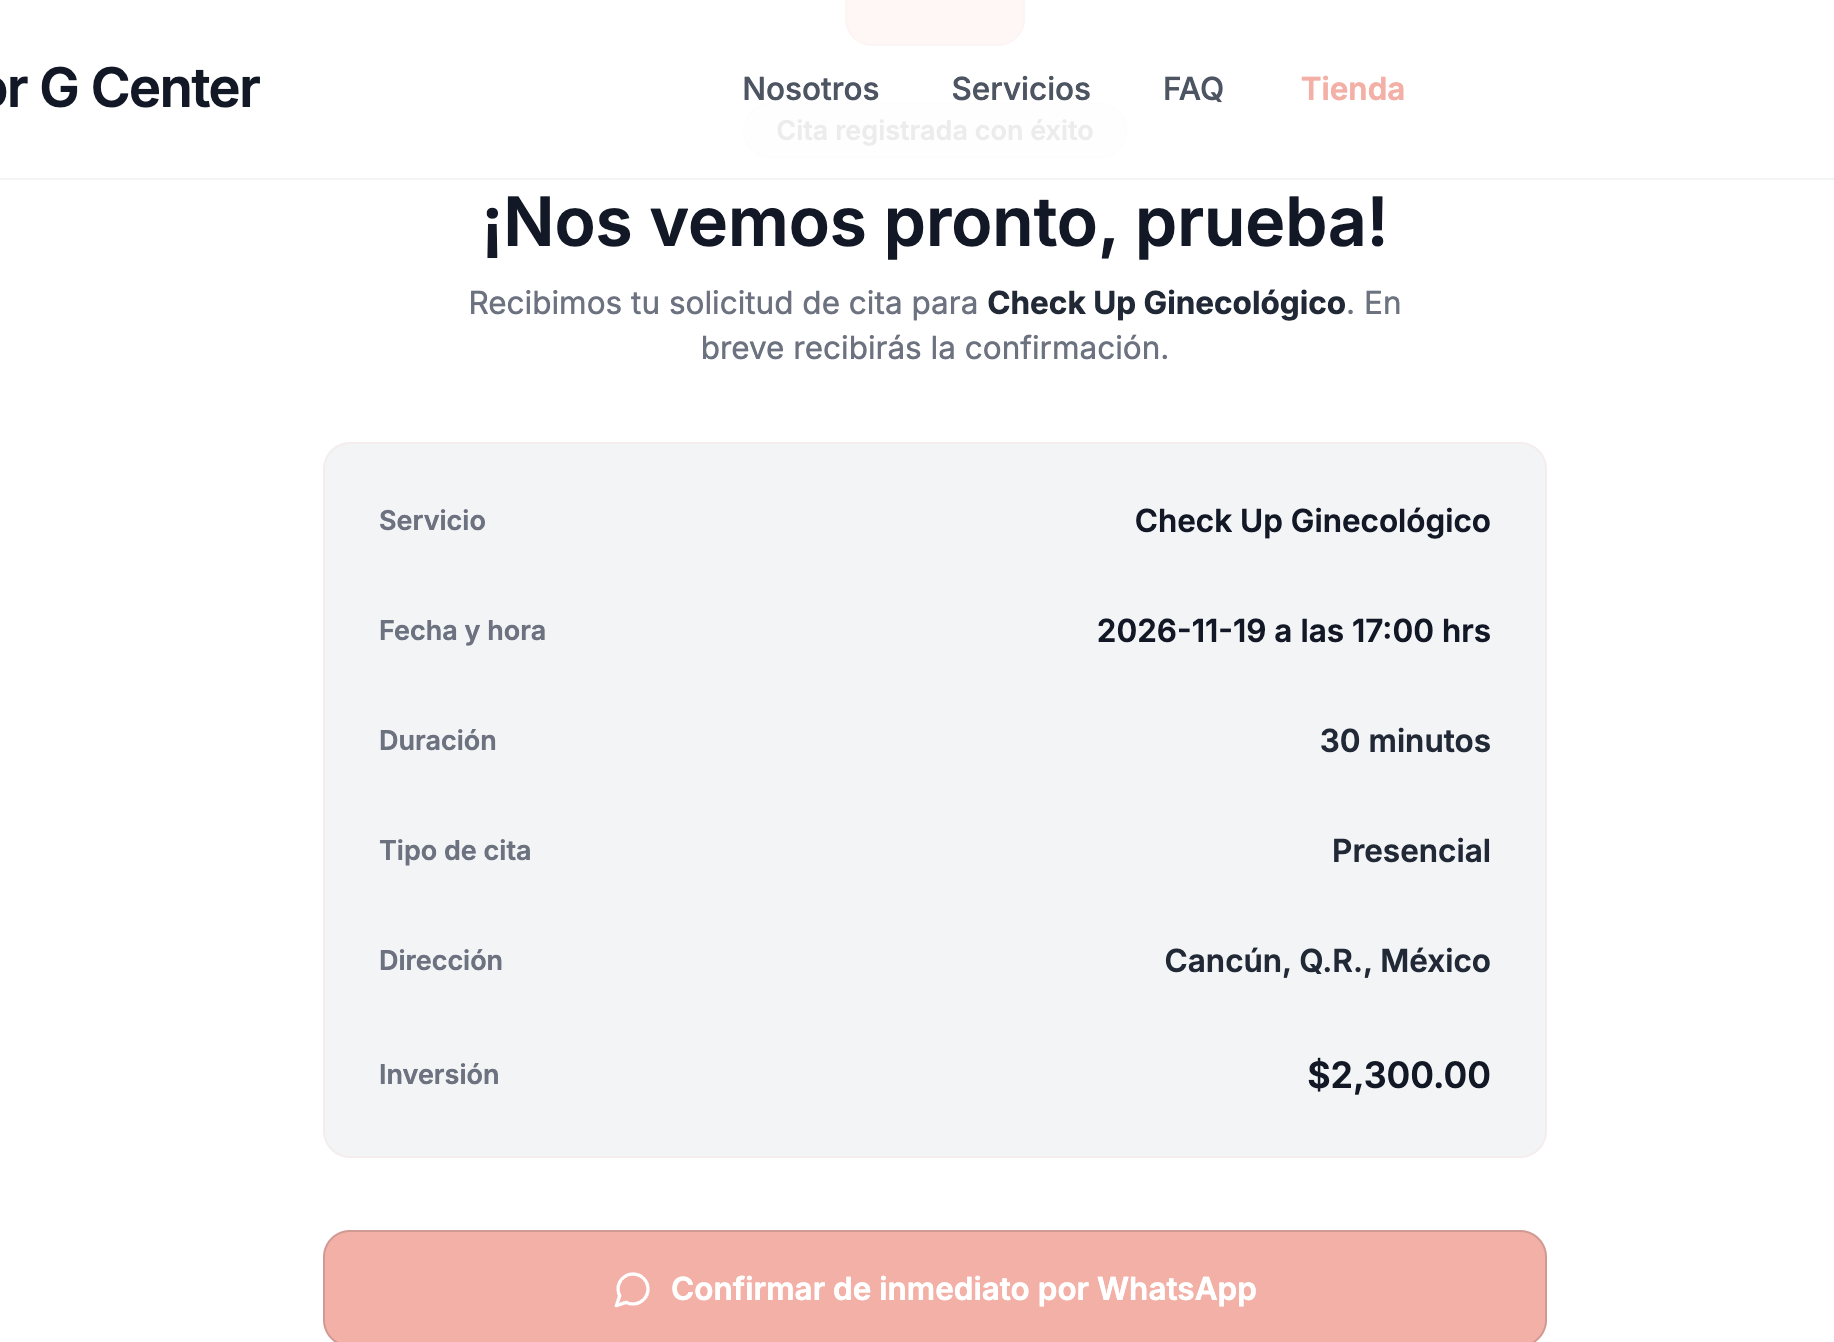 or G Center
Nosotros Servicios FAQ Tienda
Cita registrada con éxito
¡Nos vemos pronto, prueba!
Recibimos tu solicitud de cita para Check Up Ginecológico. En
breve recibirás la confirmación.
Servicio Check Up Ginecológico
Fecha y hora 2026-11-19 a las 17:00 hrs
Duración 30 minutos
Tipo de cita Presencial
Dirección Cancún, Q.R., México
Inversión $2,300.00
Confirmar de inmediato por WhatsApp